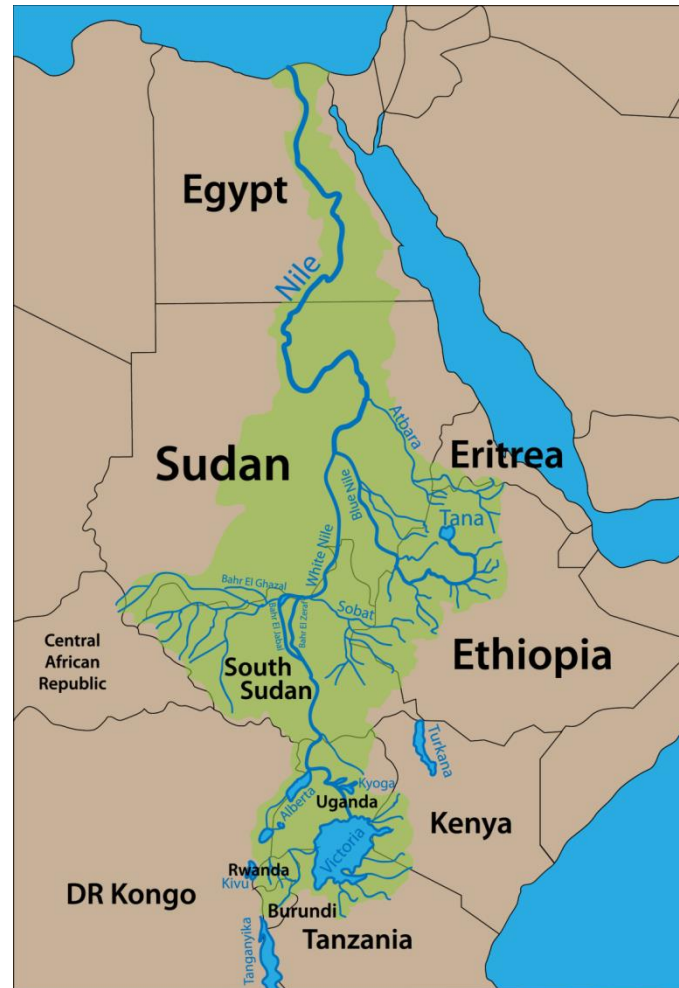 Egypt
Nile
Atbara
Sudan
Eritrea
Blue Nile
Tana
White Nile
Bahr El Ghazal
Bahr El Jabal
Bahr El Zeraf
Sobat
Central
African
Republic
South
Sudan
Ethiopia
Turkana
Alberta
Kyoga
Uganda
Kenya
Victoria
Rwanda
Kivu
DR Kongo
Burundi
Tanzania
Tanganyika